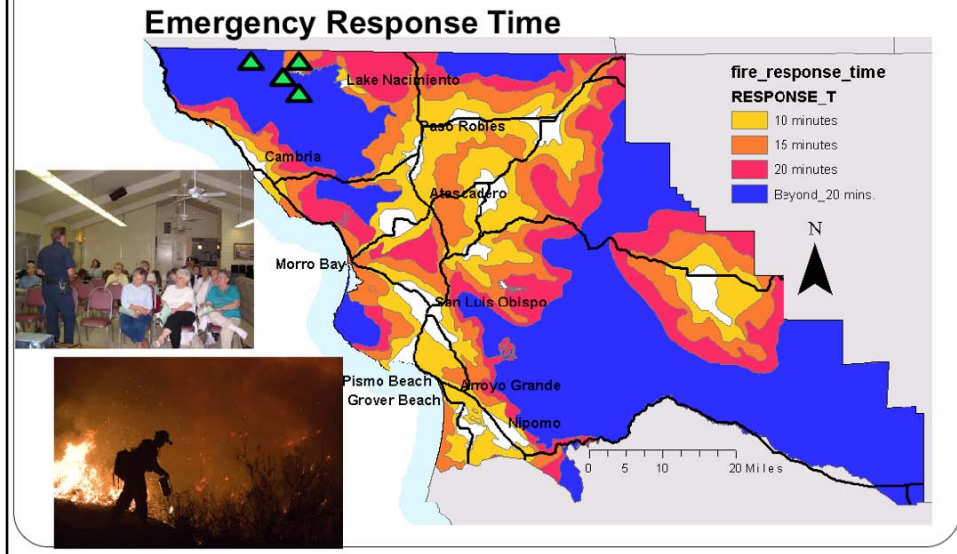 Emergency Response Time
Lake Nacimiento
Paso Robles
Cambria
Atascadero
Morro Bay
San Luis Obispo
Pismo Beach
Grover Beach
Arroyo Grande
Nipomo
fire_response_time
RESPONSE_T
10 minutes
15 minutes
20 minutes
Beyond_20 mins.
N
0 5 10 20 Miles